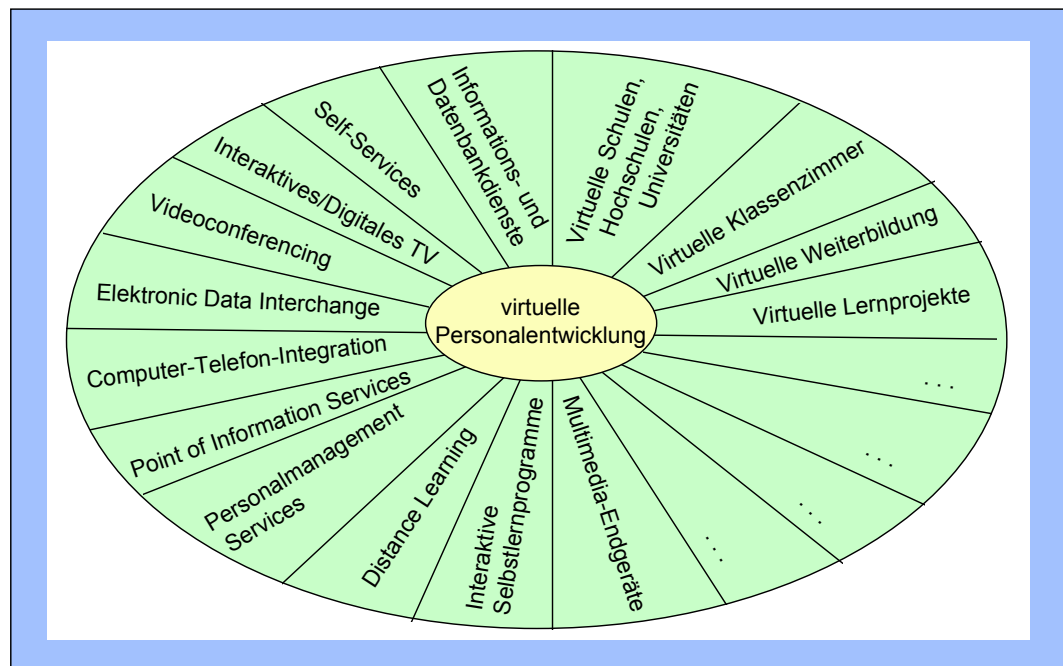 virtuelle
Personalentwicklung
Informations- und
Datenbankdienste
Virtuelle Schulen,
Hochschulen,
Universitäten
Virtuelle Klassenzimmer
Virtuelle Weiterbildung
Virtuelle Lernprojekte
. . .
. . .
. . .
. . .
Multimedia-Endgeräte
Interaktive
Selbstlernprogramme
Distance Learning
Personalmanagement
Services
Point of Information Services
Computer-Telefon-Integration
Elektronic Data Interchange
Videoconferencing
Interaktives/Digitales TV
Self-Services